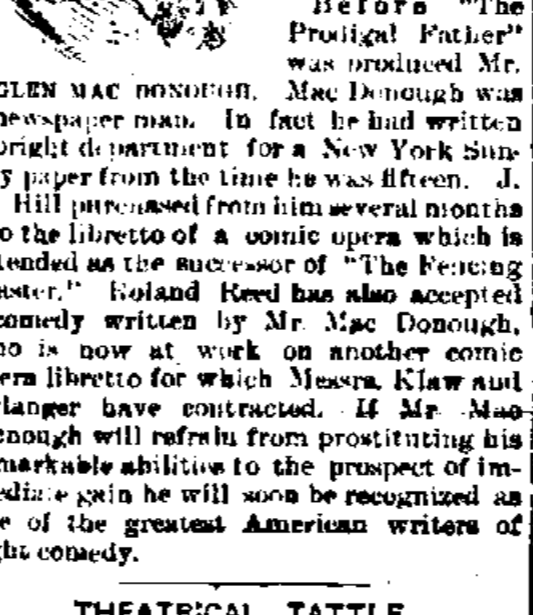 Before "The
Prodigal Father"
was produced Mr.
GLEN MAC DONOUGH. Mac Donough was
newspaper man. In fact he had written
bright department for a New York Sun-
y paper from the time he was fifteen. J.
Hill purchased from him several months
o the libretto of a comic opera which is
tended as the successor of "The Fencing
aster." Roland Reed has also accepted
comedy written by Mr. Mac Donough,
ho is now at work on another comic
era libretto for which Messrs. Klaw and
rlanger have contracted. If Mr. Mac
onough will refrain from prostituting his
markable abilities to the prospect of im-
ediate gain he will soon be recognized as
e of the greatest American writers of
ght comedy.
THEATRICAL TATTLE